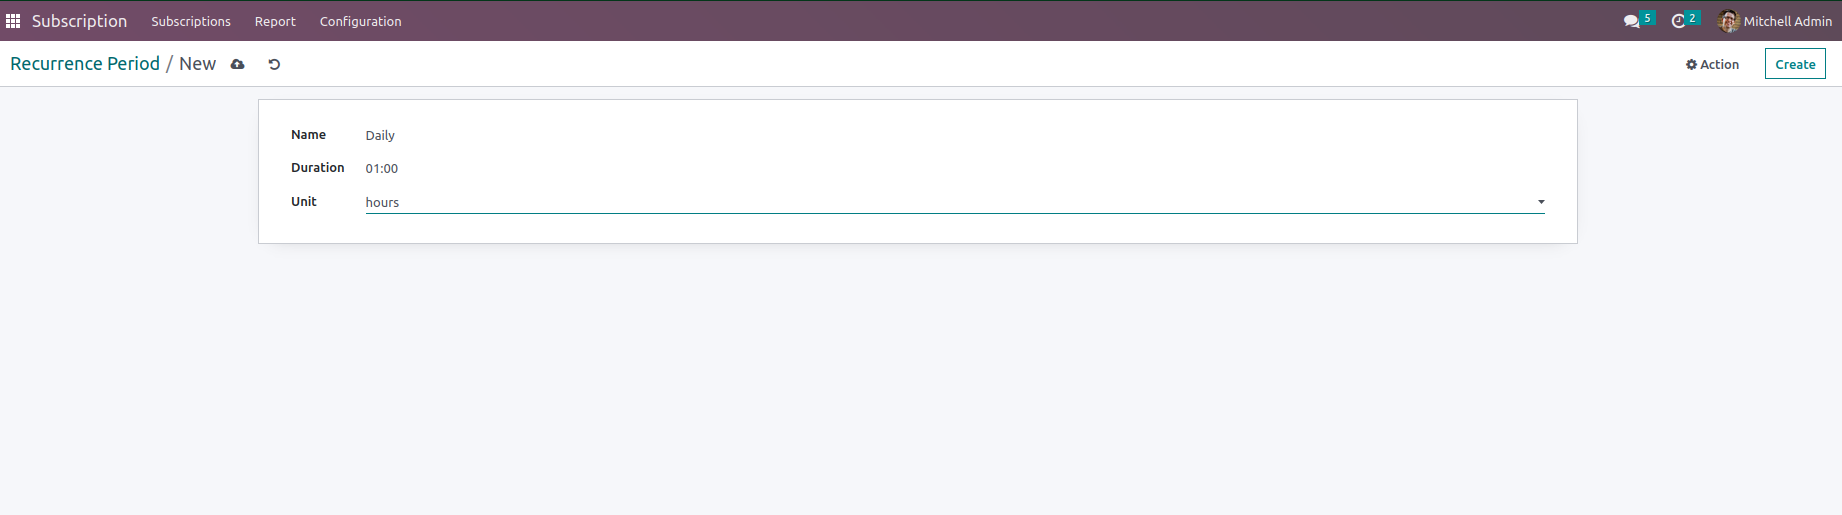 Subscription Subscriptions Report Configuration 5 2 Mitchell Admin
Recurrence Period / New Action Create
Name Daily
Duration 01:00
Unit hours